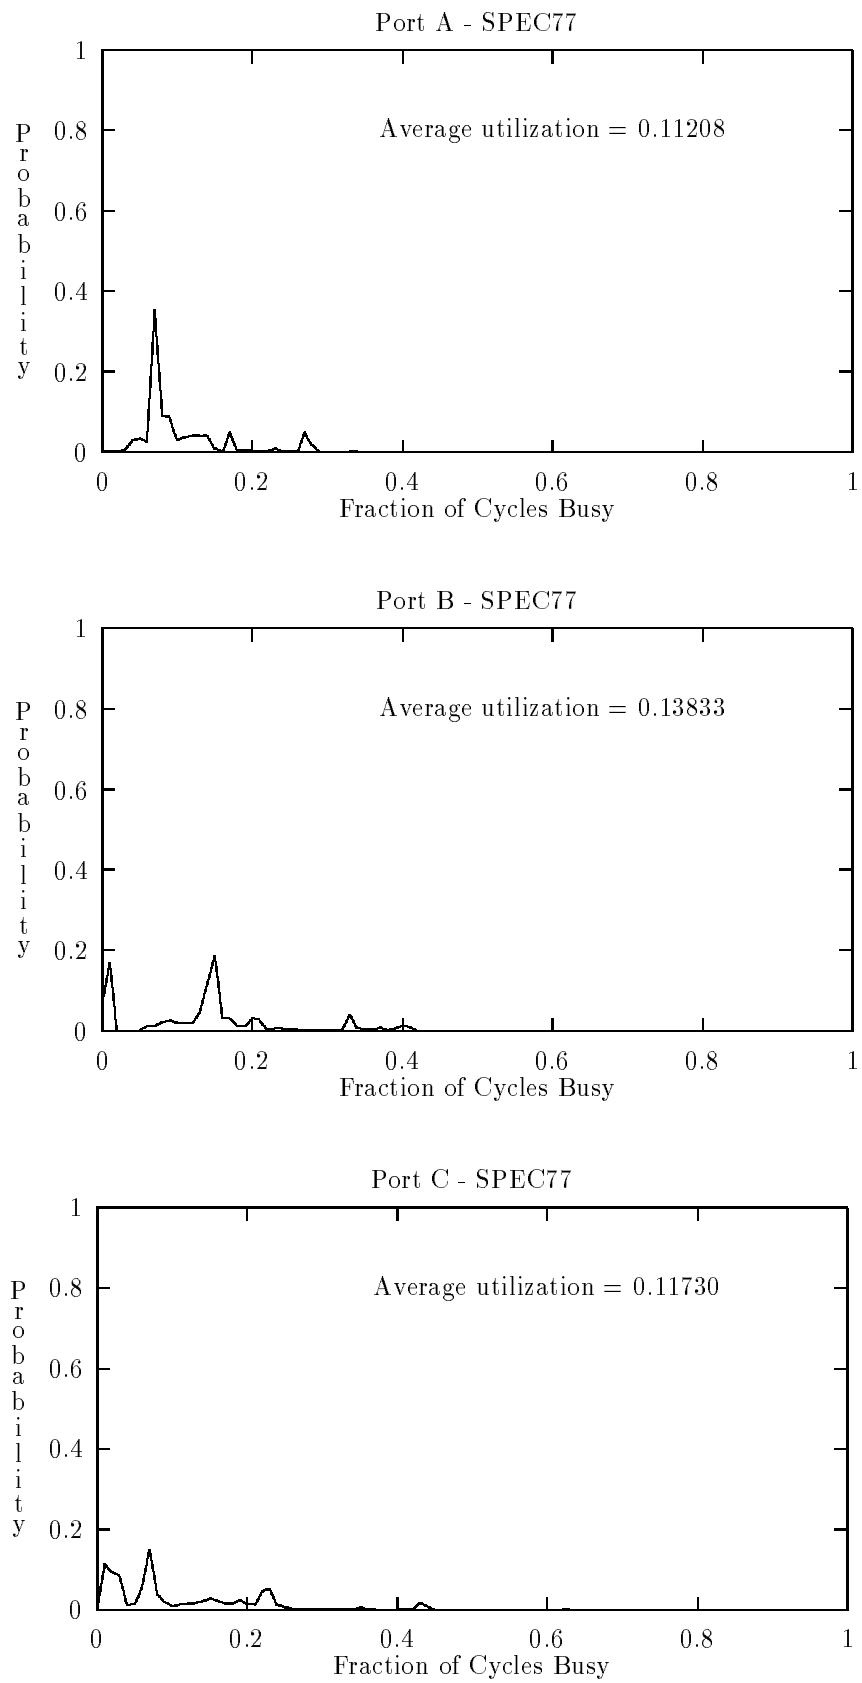 Port A - SPEC77
1
Average utilization = 0.11208
0.8
0.6
0.4
0.2
0
Probability
0 0.2 0.4 0.6 0.8 1
Fraction of Cycles Busy
Port B - SPEC77
1
Average utilization = 0.13833
0.8
0.6
0.4
0.2
0
Probability
0 0.2 0.4 0.6 0.8 1
Fraction of Cycles Busy
Port C - SPEC77
1
Average utilization = 0.11730
0.8
0.6
0.4
0.2
0
Probability
0 0.2 0.4 0.6 0.8 1
Fraction of Cycles Busy